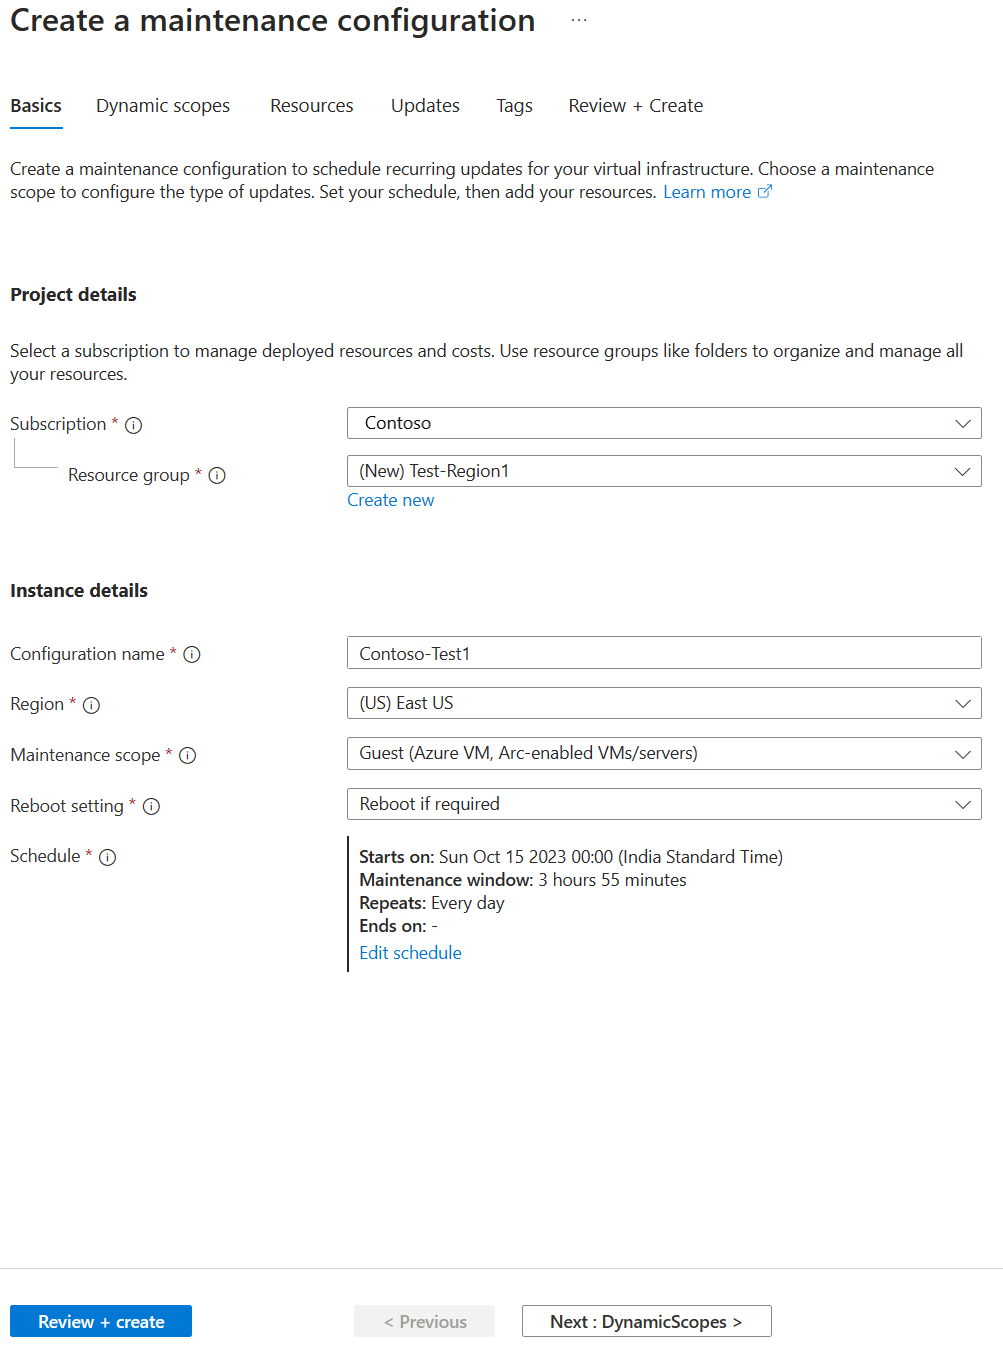 Create a maintenance configuration ...
Basics Dynamic scopes Resources Updates Tags Review + Create
Create a maintenance configuration to schedule recurring updates for your virtual infrastructure. Choose a maintenance
scope to configure the type of updates. Set your schedule, then add your resources. Learn more
Project details
Select a subscription to manage deployed resources and costs. Use resource groups like folders to organize and manage all
your resources.
Subscription * Contoso
Resource group * (New) Test-Region1
Create new
Instance details
Configuration name * Contoso-Test1
Region * (US) East US
Maintenance scope * Guest (Azure VM, Arc-enabled VMs/servers)
Reboot setting * Reboot if required
Schedule * Starts on: Sun Oct 15 2023 00:00 (India Standard Time)
Maintenance window: 3 hours 55 minutes
Repeats: Every day
Ends on: -
Edit schedule
Review + create < Previous Next : DynamicScopes >